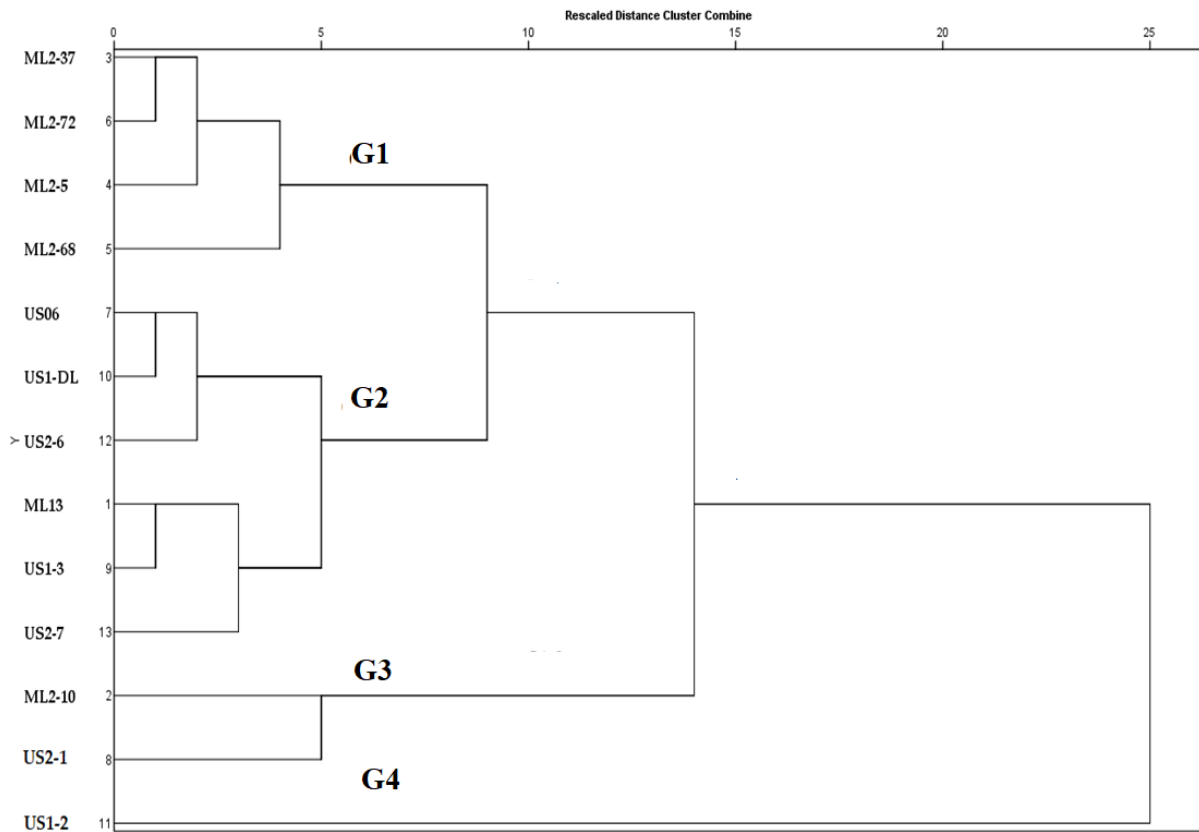 Rescaled Distance Cluster Combine
0 5 10 15 20 25
ML2-37 3
ML2-72 6
G1
ML2-5 4
ML2-68 5
US06 7
US1-DL 10
G2
Y US2-6 12
ML13 1
US1-3 9
US2-7 13
G3
ML2-10 2
US2-1 8
G4
US1-2 11